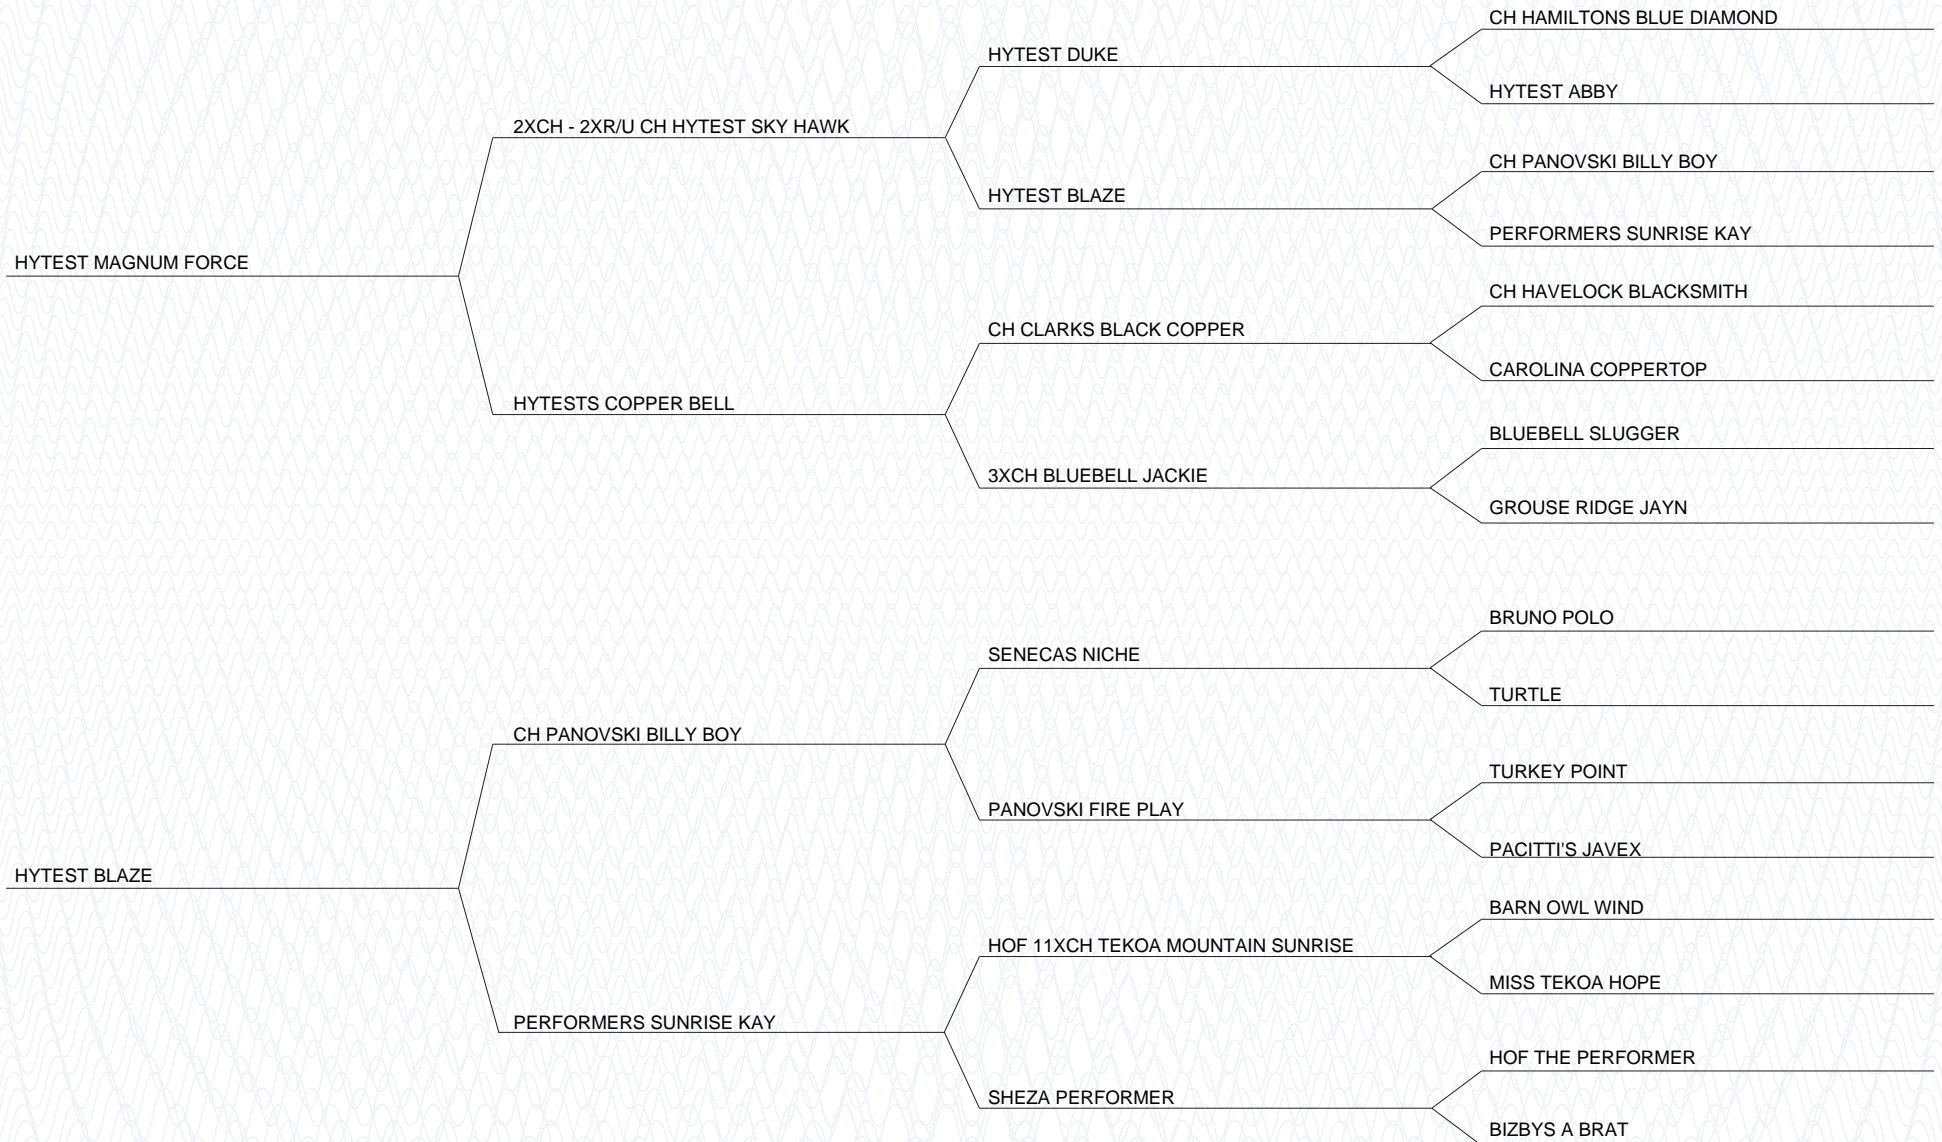 CH HAMILTONS BLUE DIAMOND
HYTEST DUKE
HYTEST ABBY
2XCH - 2XR/U CH HYTEST SKY HAWK
CH PANOVSKI BILLY BOY
HYTEST BLAZE
PERFORMERS SUNRISE KAY
HYTEST MAGNUM FORCE
CH HAVELOCK BLACKSMITH
CH CLARKS BLACK COPPER
CAROLINA COPPERTOP
HYTESTS COPPER BELL
BLUEBELL SLUGGER
3XCH BLUEBELL JACKIE
GROUSE RIDGE JAYN
BRUNO POLO
SENECAS NICHE
TURTLE
CH PANOVSKI BILLY BOY
TURKEY POINT
PANOVSKI FIRE PLAY
PACITTI'S JAVEX
HYTEST BLAZE
BARN OWL WIND
HOF 11XCH TEKOA MOUNTAIN SUNRISE
MISS TEKOA HOPE
PERFORMERS SUNRISE KAY
HOF THE PERFORMER
SHEZA PERFORMER
BIZBYS A BRAT